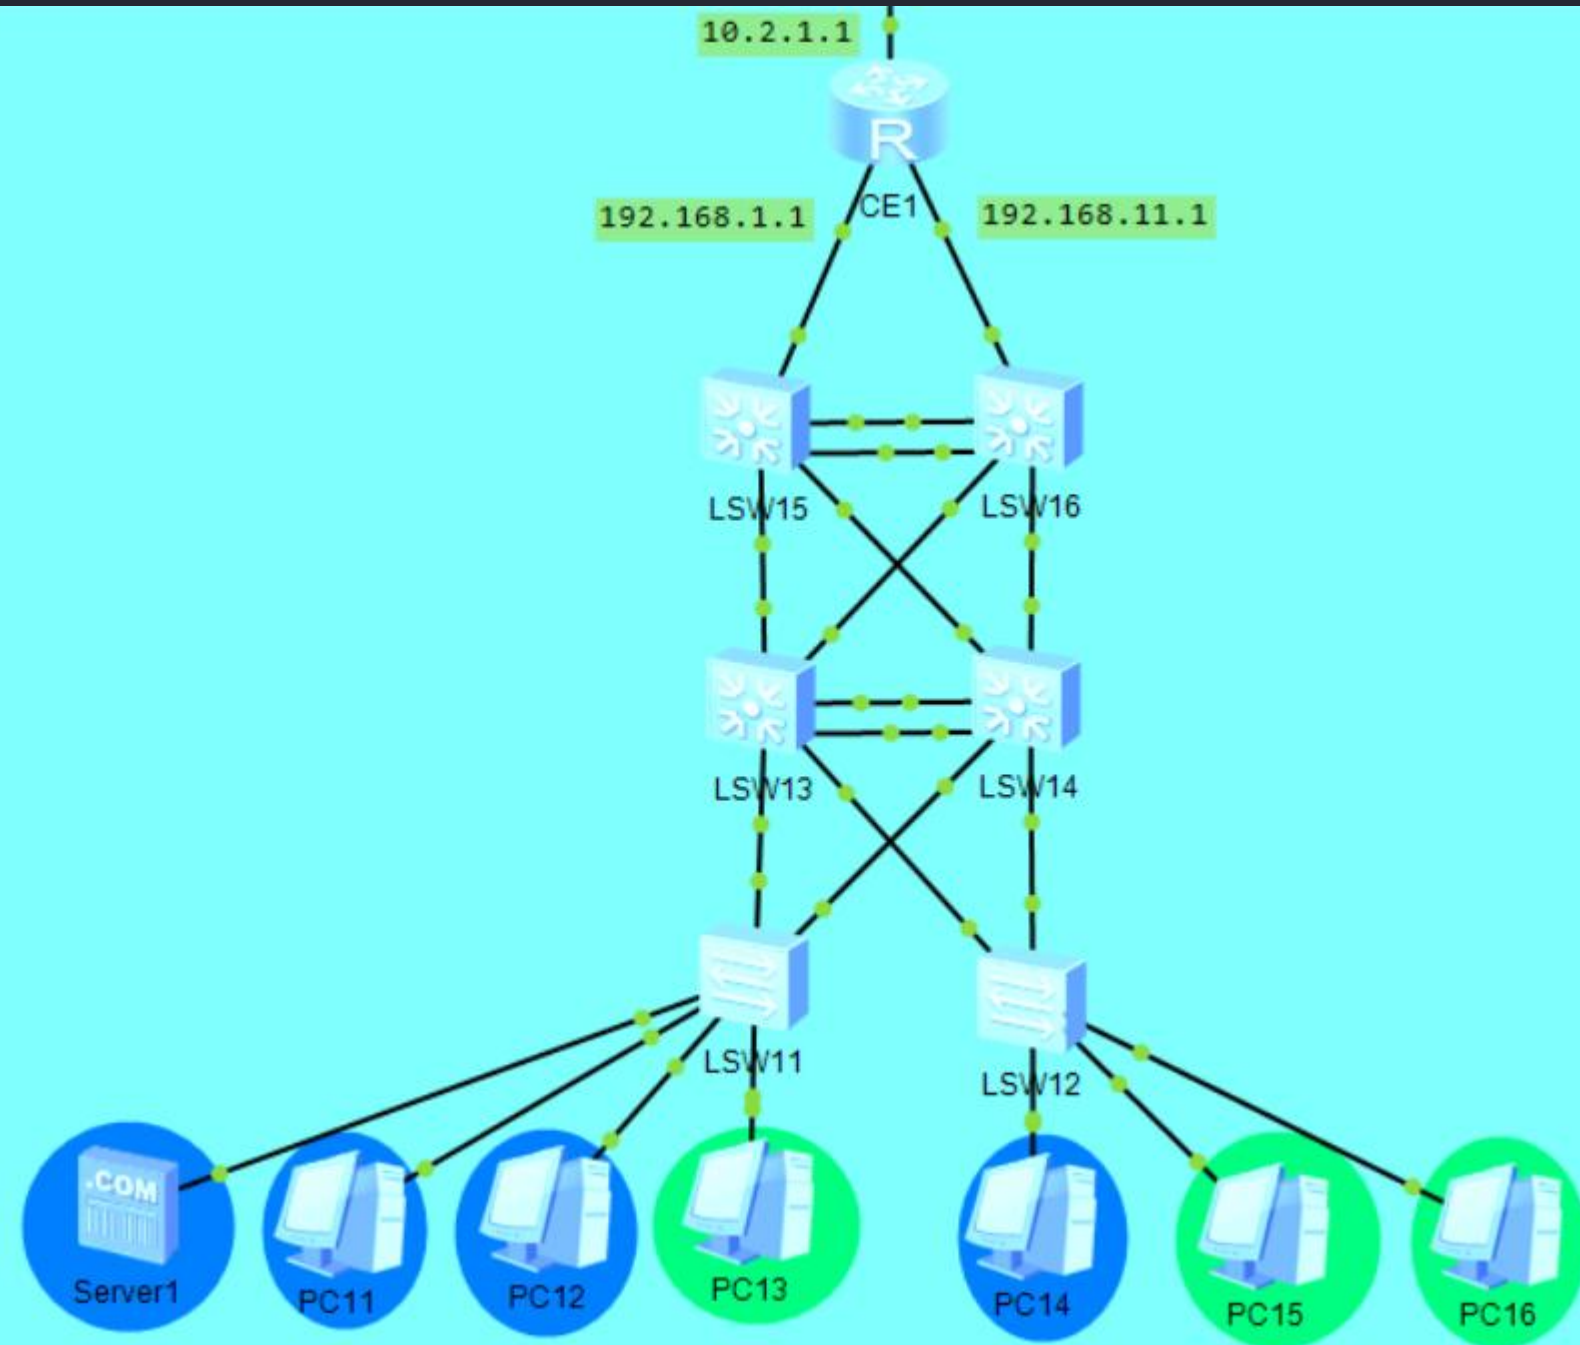 10.2.1.1
R
CE1
192.168.1.1
192.168.11.1
LSW15
LSW16
LSW13
LSW14
LSW11
LSW12
.COM
Server1
PC11
PC12
PC13
PC14
PC15
PC16